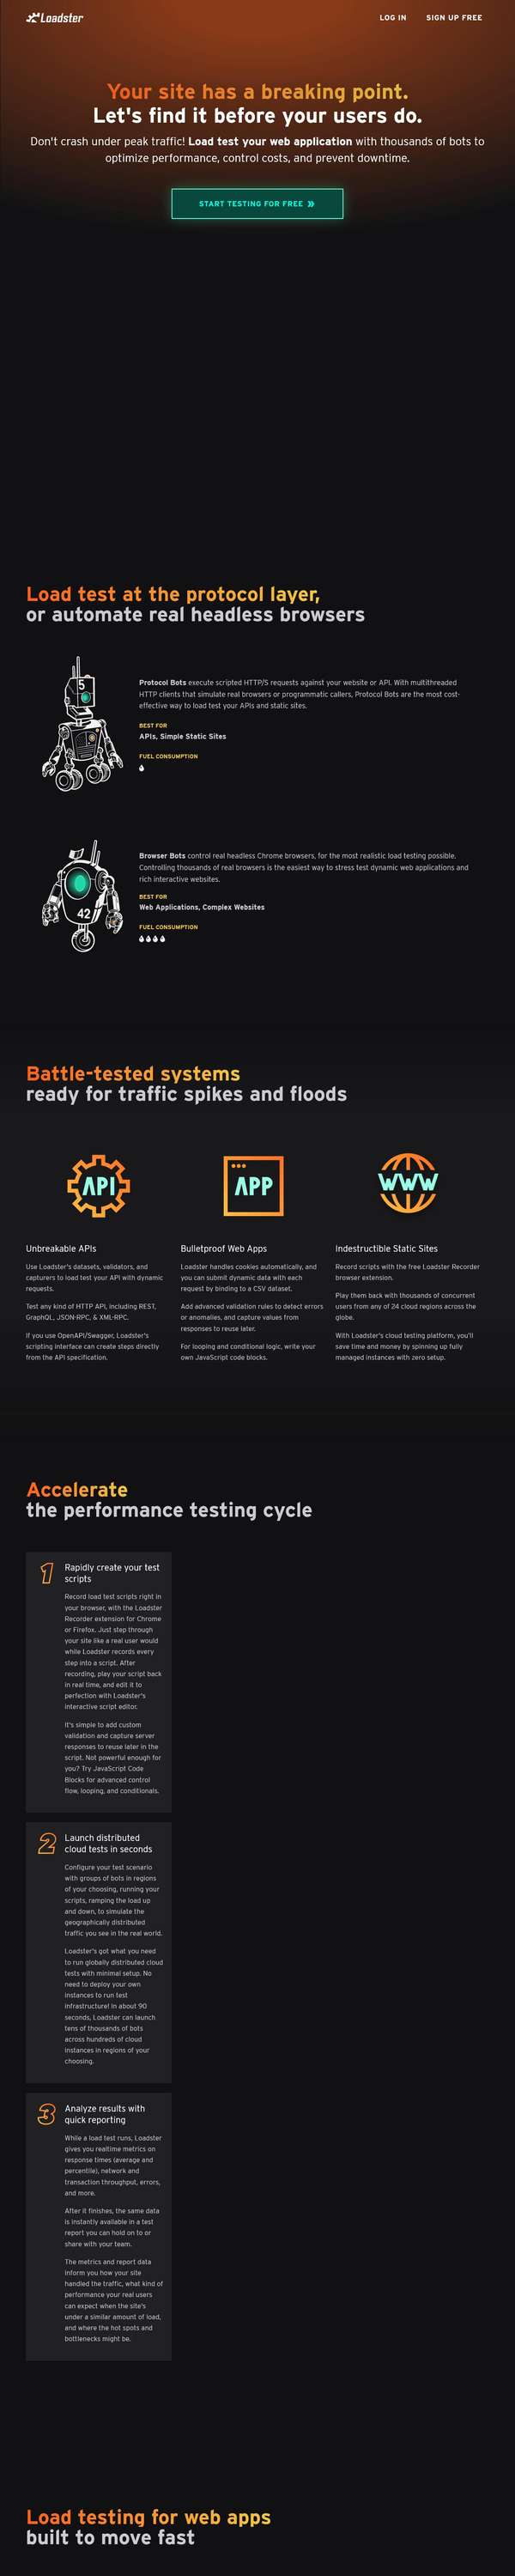 Loadster
LOG IN
SIGN UP FREE
Your site has a breaking point.
Let's find it before your users do.
Don't crash under peak traffic! Load test your web application with thousands of bots to
optimize performance, control costs, and prevent downtime.
START TESTING FOR FREE »
Load test at the protocol layer,
or automate real headless browsers
5
Protocol Bots execute scripted HTTP/S requests against your website or API. With multithreaded
HTTP clients that simulate real browsers or programmatic callers, Protocol Bots are the most cost-
effective way to load test your APIs and static sites.
BEST FOR
APIs, Simple Static Sites
FUEL CONSUMPTION
42
Browser Bots control real headless Chrome browsers, for the most realistic load testing possible.
Controlling thousands of real browsers is the easiest way to stress test dynamic web applications and
rich interactive websites.
BEST FOR
Web Applications, Complex Websites
FUEL CONSUMPTION
Battle-tested systems
ready for traffic spikes and floods
API
Unbreakable APIs
Use Loadster's datasets, validators, and
capturers to load test your API with dynamic
requests.
Test any kind of HTTP API, including REST,
GraphQL, JSON-RPC, & XML-RPC.
If you use OpenAPI/Swagger, Loadster's
scripting interface can create steps directly
from the API specification.
APP
Bulletproof Web Apps
Loadster handles cookies automatically, and
you can submit dynamic data with each
request by binding to a CSV dataset.
Add advanced validation rules to detect errors
or anomalies, and capture values from
responses to reuse later.
For looping and conditional logic, write your
own JavaScript code blocks.
WWW
Indestructible Static Sites
Record scripts with the free Loadster Recorder
browser extension.
Play them back with thousands of concurrent
users from any of 24 cloud regions across the
globe.
With Loadster's cloud testing platform, you'll
save time and money by spinning up fully
managed instances with zero setup.
Accelerate
the performance testing cycle
1
Rapidly create your test
scripts
Record load test scripts right in
your browser, with the Loadster
Recorder extension for Chrome
or Firefox. Just step through
your site like a real user would
while Loadster records every
step into a script. After
recording, play your script back
in real time, and edit it to
perfection with Loadster's
interactive script editor.
It's simple to add custom
validation and capture server
responses to reuse later in the
script. Not powerful enough for
you? Try JavaScript Code
Blocks for advanced control
flow, looping, and conditionals.
2
Launch distributed
cloud tests in seconds
Configure your test scenario
with groups of bots in regions
of your choosing, running your
scripts, ramping the load up
and down, to simulate the
geographically distributed
traffic you see in the real world.
Loadster's got what you need
to run globally distributed cloud
tests with minimal setup. No
need to deploy your own
instances to run test
infrastructure! In about 90
seconds, Loadster can launch
tens of thousands of bots
across hundreds of cloud
instances in regions of your
choosing.
3
Analyze results with
quick reporting
While a load test runs, Loadster
gives you realtime metrics on
response times (average and
percentile), network and
transaction throughput, errors,
and more.
After it finishes, the same data
is instantly available in a test
report you can hold on to or
share with your team.
The metrics and report data
inform you how your site
handled the traffic, what kind of
performance your real users
can expect when the site's
under a similar amount of load,
and where the hot spots and
bottlenecks might be.
Load testing for web apps
built to move fast